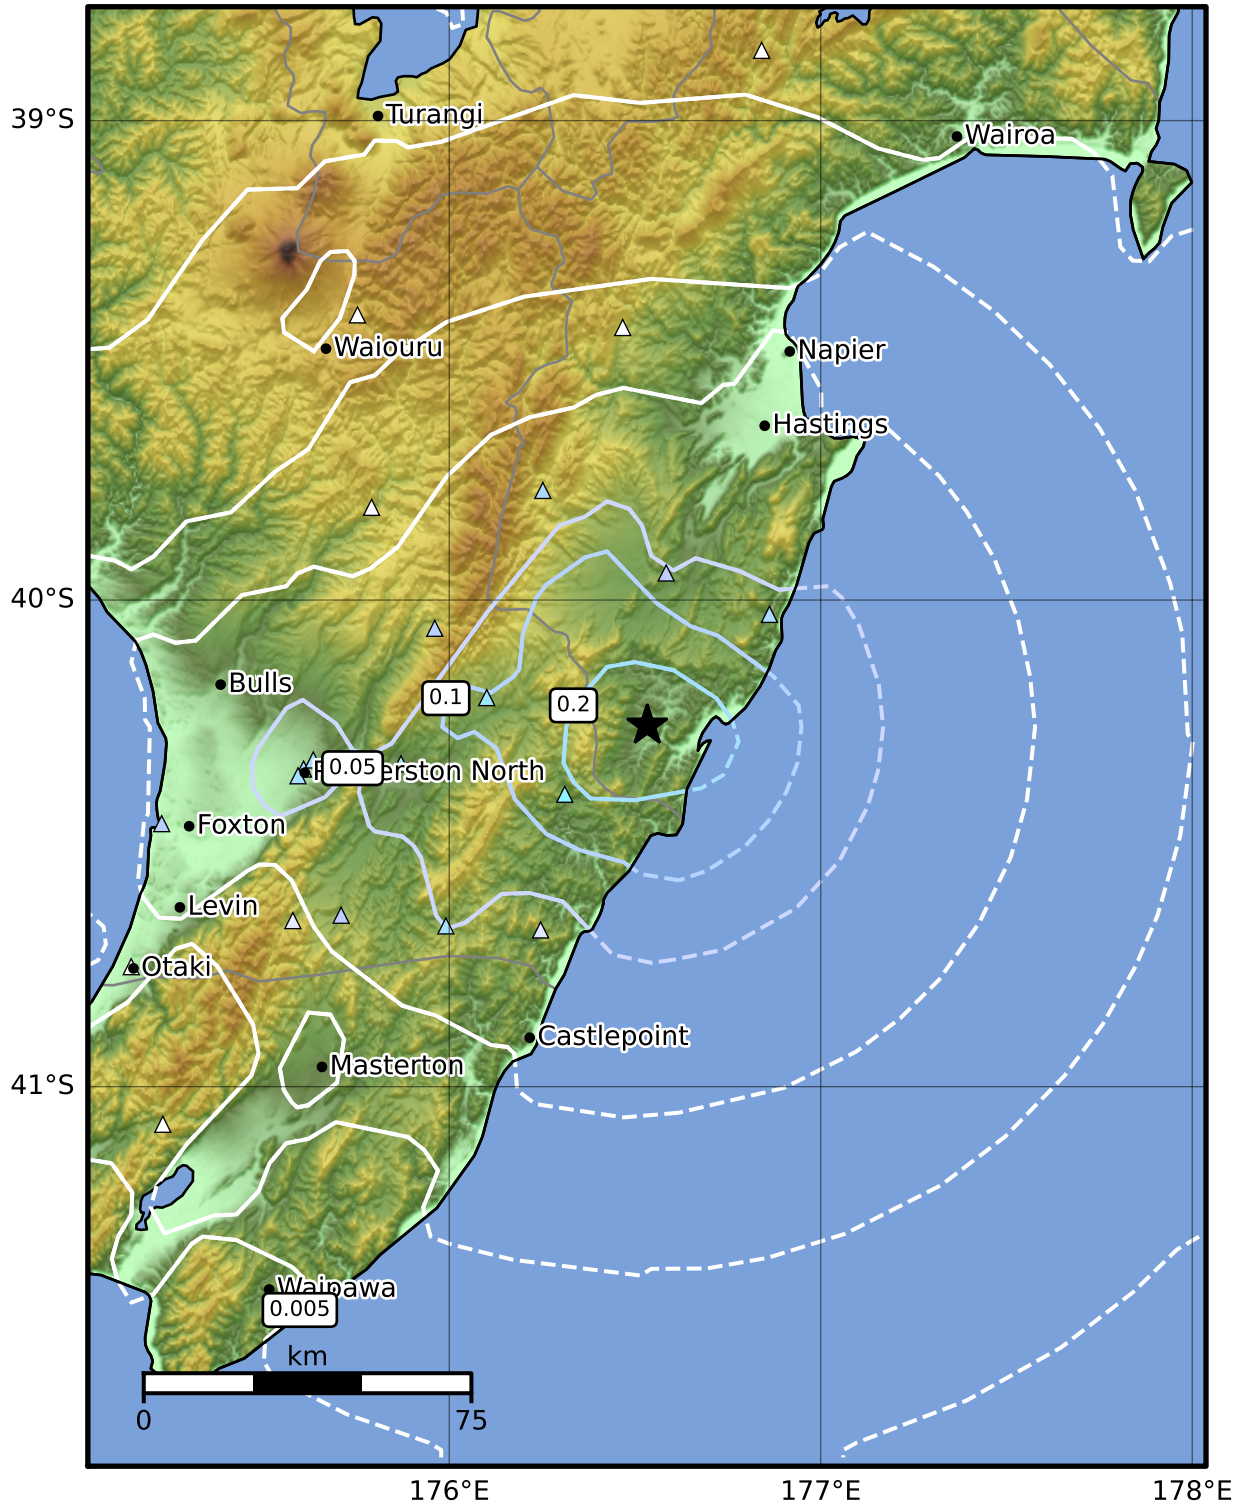 39°S
Turangi
Wairoa
Waiouru
Napier
Hastings
40°S
Bulls
0.1
0.2
0.05
erston North
Foxton
Levin
Otaki
Castlepoint
Masterton
41°S
Waipawa
0.005
km
0
75
176°E
177°E
178°E